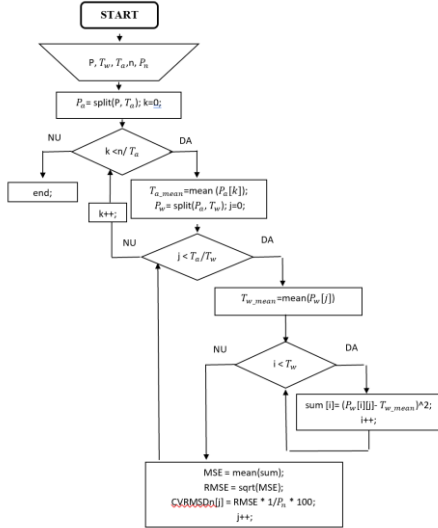 START
P, T_w, T_a,n, P_n
P_a= split(P, T_a); k=0;
NU
k <n/ T_a
DA
end;
T_a_mean=mean (P_a[k]);
P_w= split(P_a, T_w); j=0;
k++;
NU
j < T_a/T_w
DA
T_w_mean=mean(P_w[j])
NU
i < T_w
DA
sum [i]= (P_w[i][j]- T_w_mean)^2;
i++;
MSE = mean(sum);
RMSE = sqrt(MSE);
CVRMSDn[j] = RMSE * 1/P_n * 100;
j++;